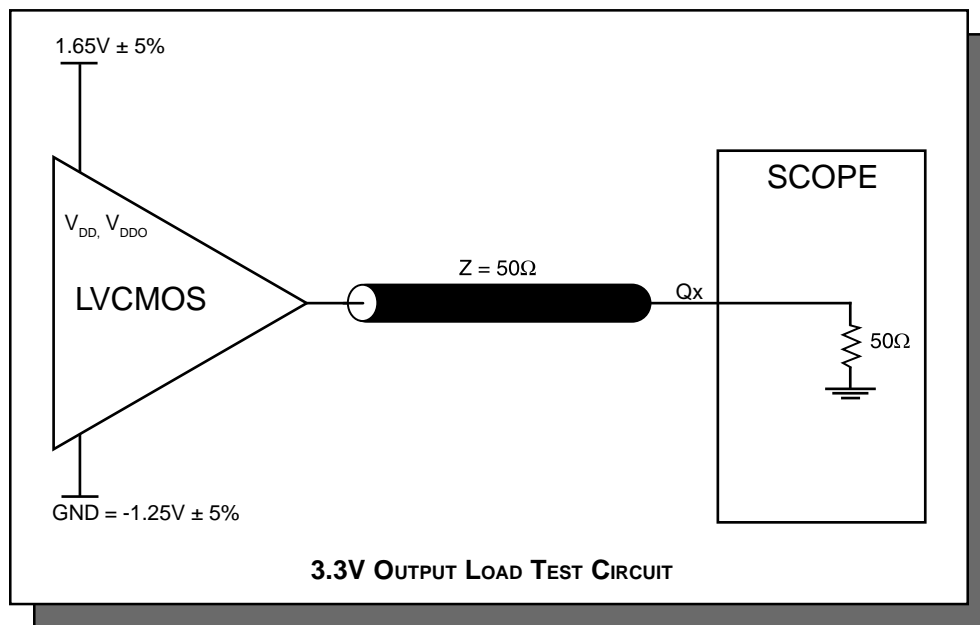 1.65V ± 5%
SCOPE
VDD, VDDO
LVCMOS
Z = 50Ω
Qx
50Ω
GND = -1.25V ± 5%
3.3V OUTPUT LOAD TEST CIRCUIT